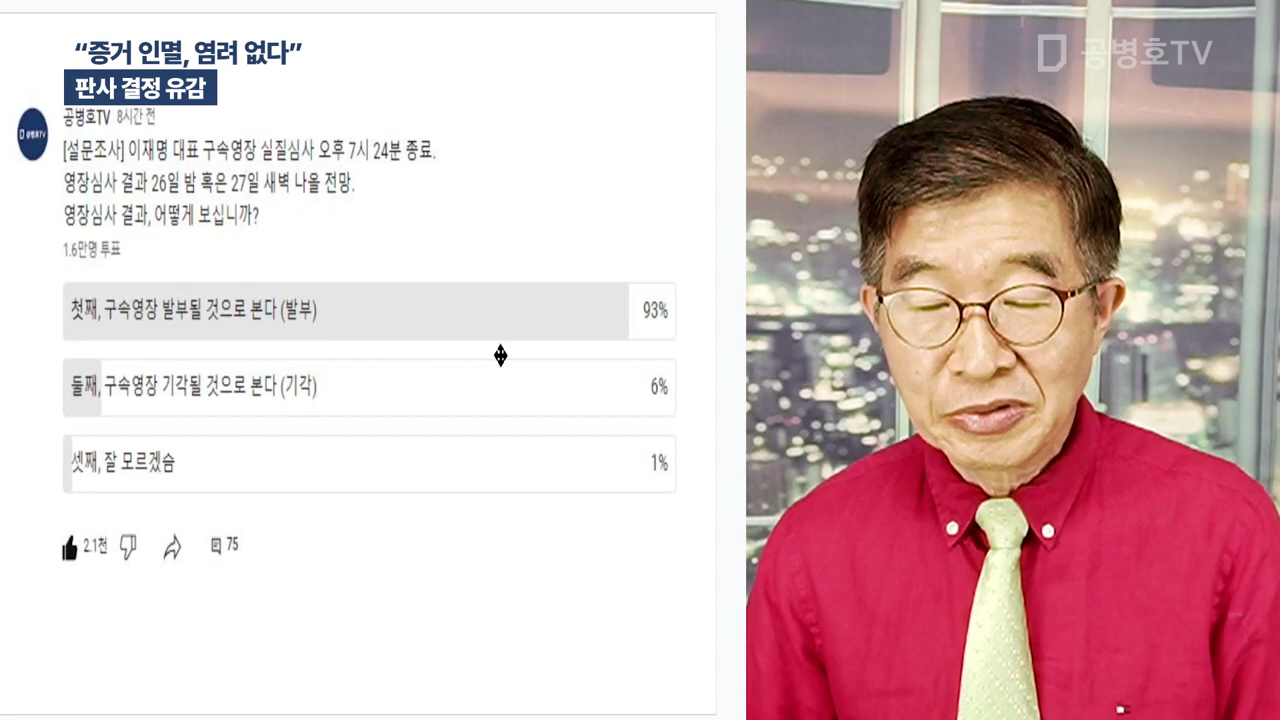 “증거 인멸, 염려 없다”
판사 결정 유감
공병호TV
공병호TV 8시간 전
[설문조사] 이재명 대표 구속영장 실질심사 오후 7시 24분 종료.
영장심사 결과 26일 밤 혹은 27일 새벽 나올 전망.
영장심사 결과, 어떻게 보십니까?
1.6만명 투표
첫째, 구속영장 발부될 것으로 본다 (발부) 93%
둘째, 구속영장 기각될 것으로 본다 (기각) 6%
셋째, 잘 모르겠슴 1%
2.1천 75
공병호TV